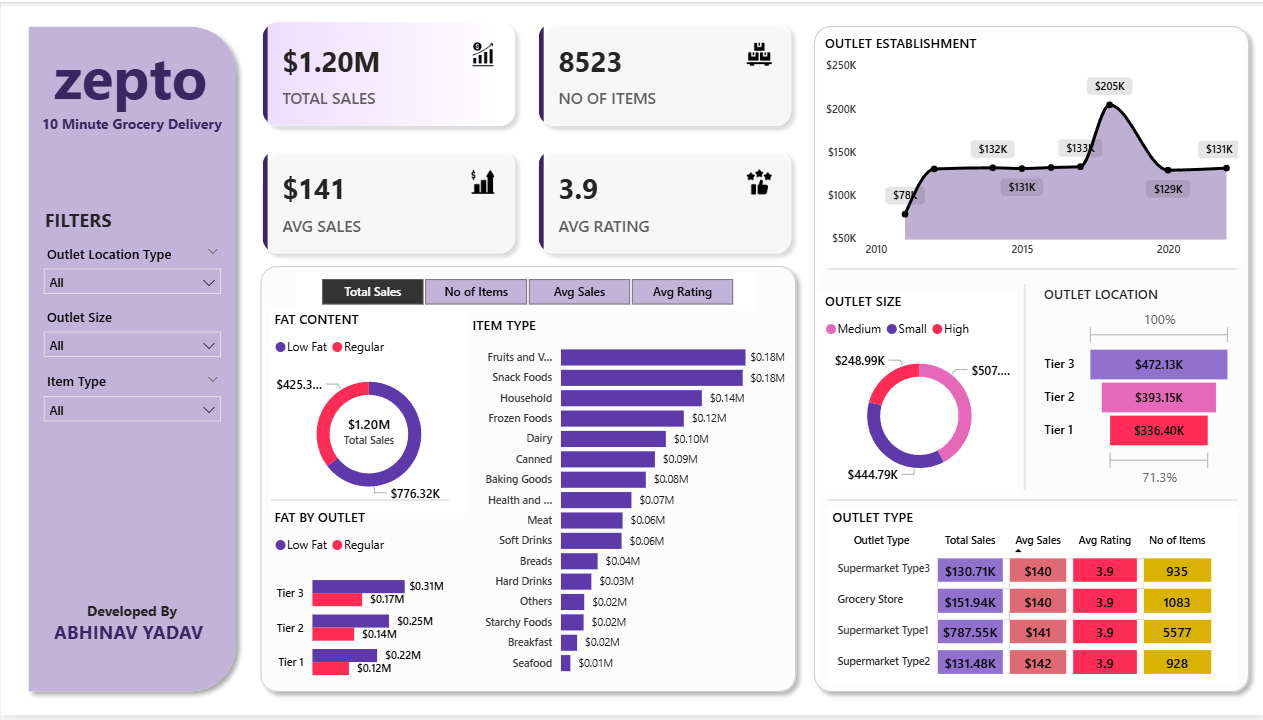 zepto
10 Minute Grocery Delivery
FILTERS
Outlet Location Type
All
Outlet Size
All
Item Type
All
Developed By
ABHINAV YADAV
$1.20M
TOTAL SALES
8523
NO OF ITEMS
$141
AVG SALES
3.9
AVG RATING
Total Sales No of Items Avg Sales Avg Rating
FAT CONTENT
Low Fat Regular
$425.3...
$1.20M
Total Sales
$776.32K
FAT BY OUTLET
Low Fat Regular
Tier 3 $0.31M
$0.17M
Tier 2 $0.25M
$0.14M
Tier 1 $0.22M
$0.12M
ITEM TYPE
Fruits and V... $0.18M
Snack Foods $0.18M
Household $0.14M
Frozen Foods $0.12M
Dairy $0.10M
Canned $0.09M
Baking Goods $0.08M
Health and ... $0.07M
Meat $0.06M
Soft Drinks $0.06M
Breads $0.04M
Hard Drinks $0.03M
Others $0.02M
Starchy Foods $0.02M
Breakfast $0.02M
Seafood $0.01M
OUTLET ESTABLISHMENT
$250K
$200K
$150K
$100K
$50K
$78K
$132K
$131K
$133K
$205K
$129K
$131K
2010 2015 2020
OUTLET SIZE
Medium Small High
$248.99K
$507....
$444.79K
OUTLET LOCATION
100%
Tier 3 $472.13K
Tier 2 $393.15K
Tier 1 $336.40K
71.3%
OUTLET TYPE
Outlet Type Total Sales Avg Sales Avg Rating No of Items
Supermarket Type3 $130.71K $140 3.9 935
Grocery Store $151.94K $140 3.9 1083
Supermarket Type1 $787.55K $141 3.9 5577
Supermarket Type2 $131.48K $142 3.9 928